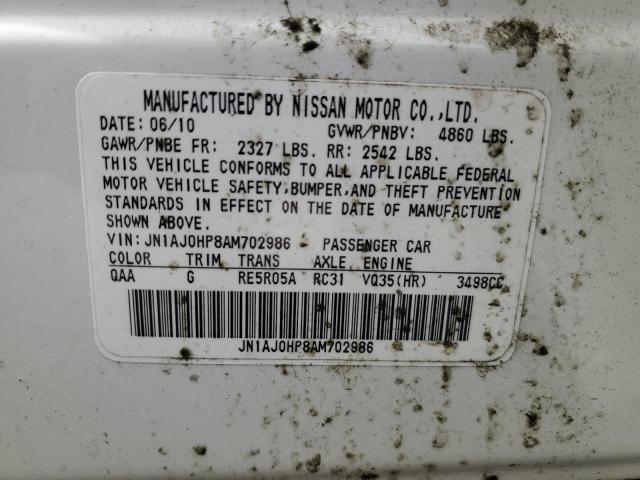 MANUFACTURED BY NISSAN MOTOR CO.,LTD.
DATE: 06/10 GVWR/PNBV: 4860 LBS.
GAWR/PNBE FR: 2327 LBS. RR: 2542 LBS.
THIS VEHICLE CONFORMS TO ALL APPLICABLE FEDERAL
MOTOR VEHICLE SAFETY,BUMPER,AND THEFT PREVENTION
STANDARDS IN EFFECT ON THE DATE OF MANUFACTURE
SHOWN ABOVE.
VIN:JN1AJ0HP8AM702986 - PASSENGER CAR
COLOR TRIM TRANS AXLE ENGINE
QAA G RE5R05A RC31 VQ35(HR) 3498CC
JN1AJ0HP8AM702986